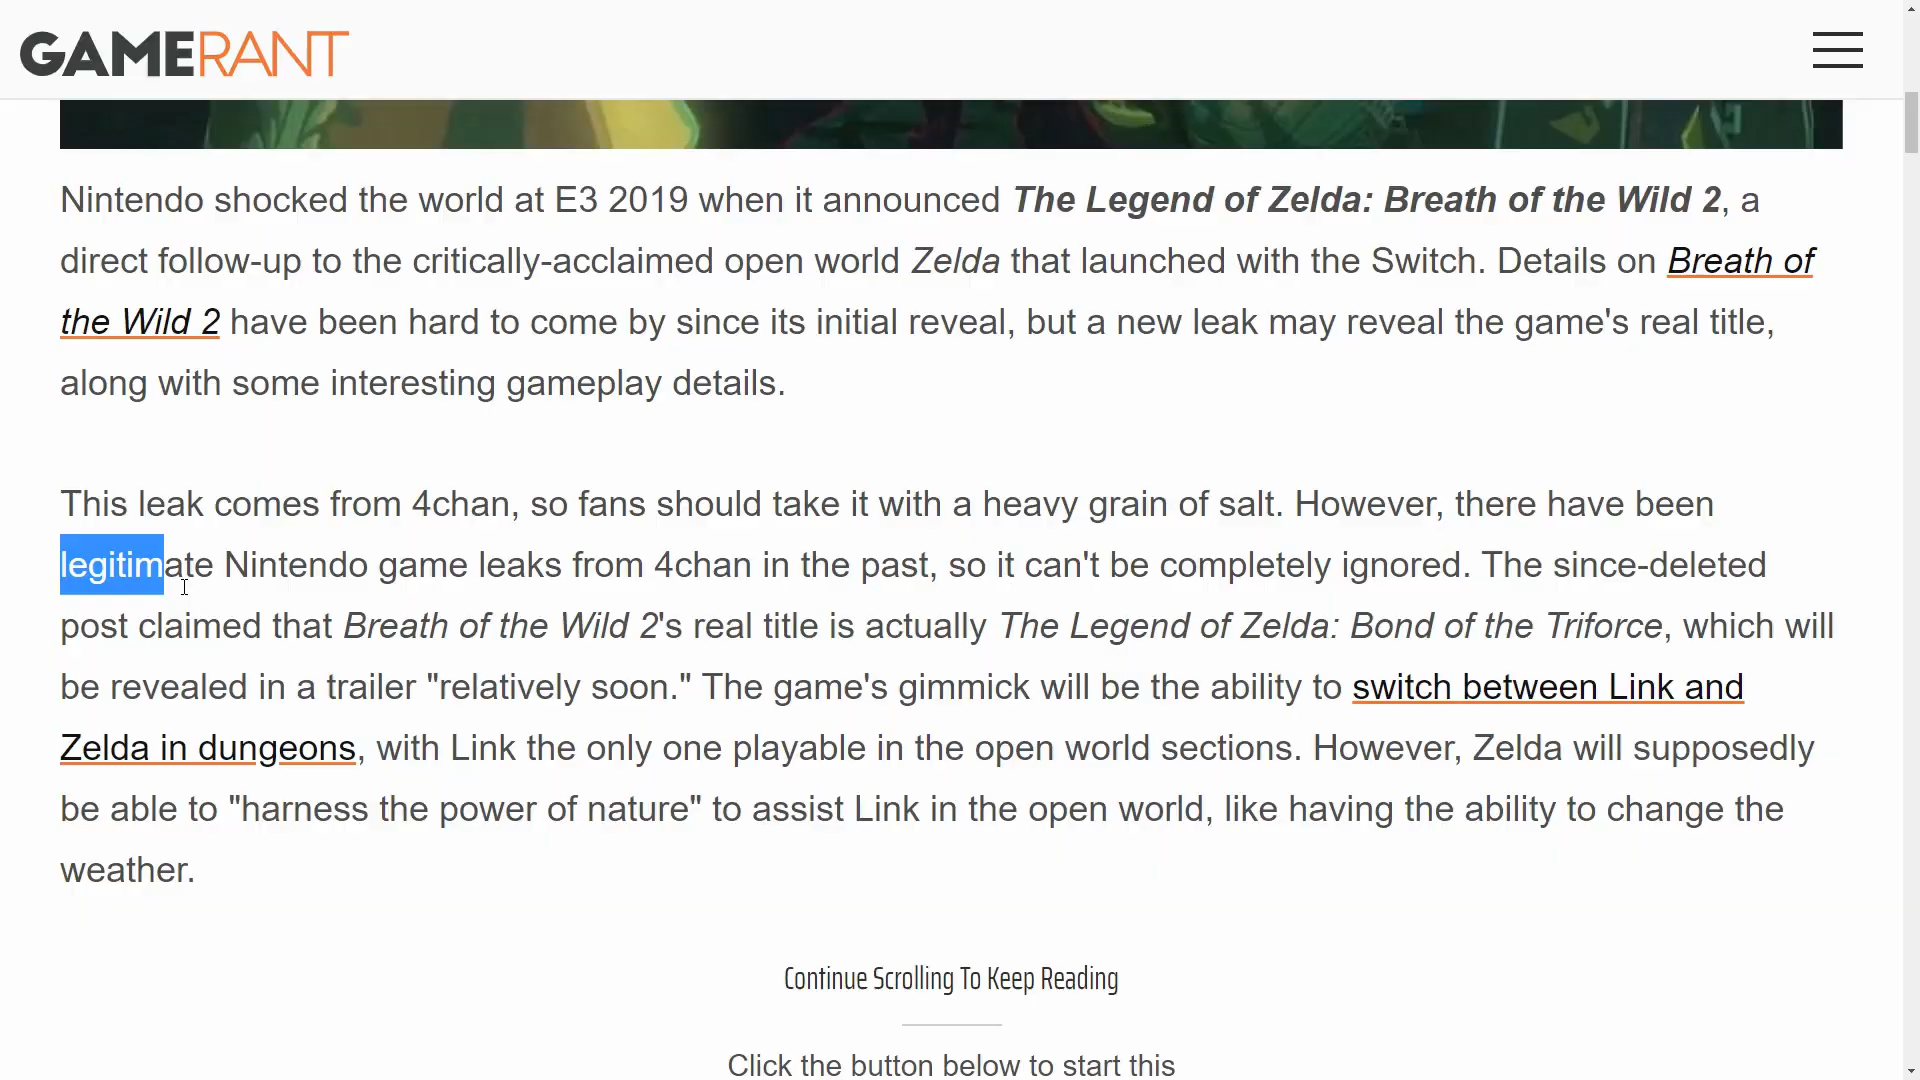 GAMERANT
Nintendo shocked the world at E3 2019 when it announced The Legend of Zelda: Breath of the Wild 2, a
direct follow-up to the critically-acclaimed open world Zelda that launched with the Switch. Details on Breath of
the Wild 2 have been hard to come by since its initial reveal, but a new leak may reveal the game's real title,
along with some interesting gameplay details.
This leak comes from 4chan, so fans should take it with a heavy grain of salt. However, there have been
legitimate Nintendo game leaks from 4chan in the past, so it can't be completely ignored. The since-deleted
post claimed that Breath of the Wild 2's real title is actually The Legend of Zelda: Bond of the Triforce, which will
be revealed in a trailer "relatively soon." The game's gimmick will be the ability to switch between Link and
Zelda in dungeons, with Link the only one playable in the open world sections. However, Zelda will supposedly
be able to "harness the power of nature" to assist Link in the open world, like having the ability to change the
weather.
Continue Scrolling To Keep Reading
Click the button below to start this